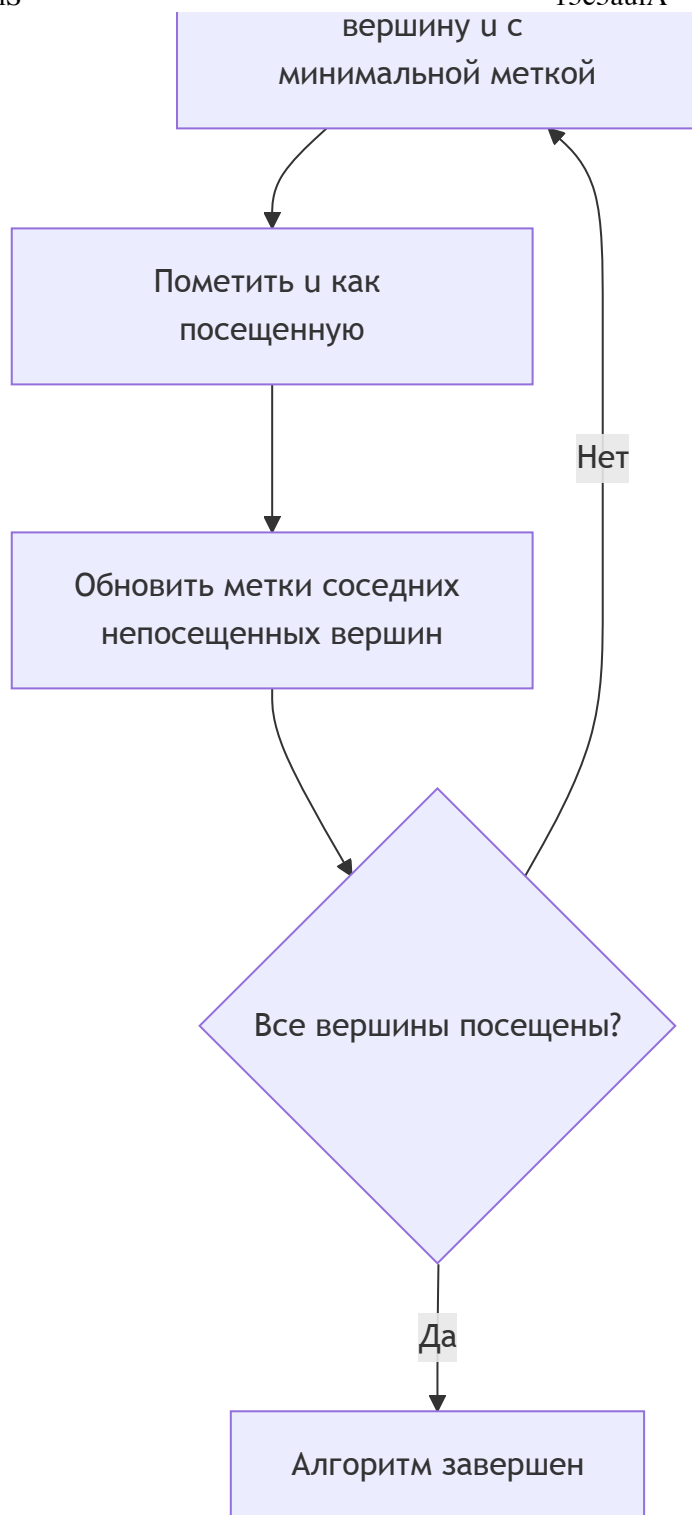 вершину u с
минимальной меткой
Пометить u как
посещенную
Нет
Обновить метки соседних
непосещенных вершин
Все вершины посещены?
Да
Алгоритм завершен